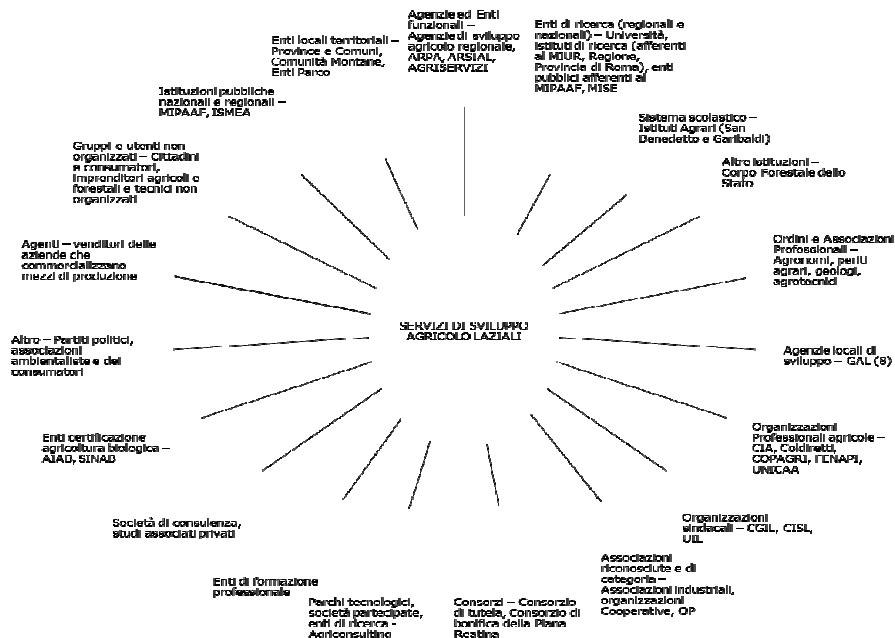 Agenzie ed Enti
funzionali –
Agenzie di sviluppo
agricolo regionale,
ARPA, ARSIAL,
AGRISERVIZI
Enti di ricerca (regionali e
nazionali) – Università,
istituti di ricerca (afferenti
al MIUR, Regione,
Provincia di Roma), enti
pubblici afferenti al
MIPAAF, MISE
Sistema scolastico –
Istituti Agrari (San
Benedetto e Garibaldi)
Altre istituzioni –
Corpo Forestale dello
Stato
Ordini e Associazioni
Professionali –
Agronomi, periti
agrari, geologi,
agrotecnici
Agenzie locali di
sviluppo – GAL (8)
Organizzazioni
Professionali agricole –
CIA, Coldiretti,
COPAGRI, FENAPI,
UNICAA
Organizzazioni
sindacali – CGIL, CISL,
UIL
Associazioni
riconosciute e di
categoria –
Associazioni industriali,
organizzazioni
Cooperative, OP
Consorzi – Consorzio
di tutela, Consorzio di
bonifica della Piana
Reatina
Parchi tecnologici,
società partecipate,
enti di ricerca -
Agriconsulting
Enti di formazione
professionale
Società di consulenza,
studi associati privati
Enti certificazione
agricoltura biologica –
AIAB, SINAB
Altro – Partiti politici,
associazioni
ambientaliste e dei
consumatori
Agenti – venditori delle
aziende che
commercializzano
mezzi di produzione
Gruppi e utenti non
organizzati – Cittadini
e consumatori,
imprenditori agricoli e
forestali e tecnici non
organizzati
Istituzioni pubbliche
nazionali e regionali –
MIPAAF, ISMEA
Enti locali territoriali –
Province e Comuni,
Comunità Montane,
Enti Parco
SERVIZI DI SVILUPPO
AGRICOLO LAZIALI